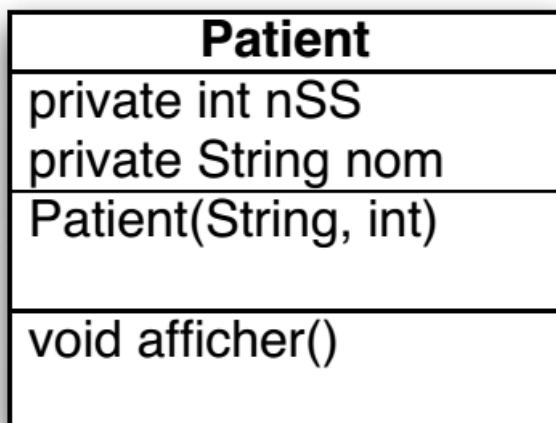 Patient
private int nSS
private String nom
Patient(String, int)
void afficher()